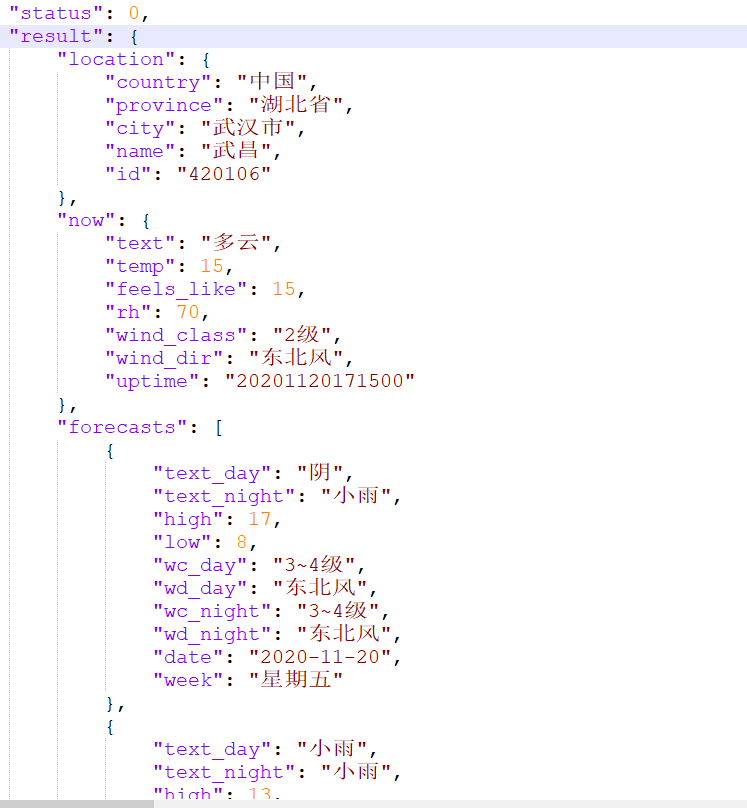 "status": 0,
"result": {
"location": {
"country": "中国",
"province": "湖北省",
"city": "武汉市",
"name": "武昌",
"id": "420106"
},
"now": {
"text": "多云",
"temp": 15,
"feels_like": 15,
"rh": 70,
"wind_class": "2级",
"wind_dir": "东北风",
"uptime": "20201120171500"
},
"forecasts": [
{
"text_day": "阴",
"text_night": "小雨",
"high": 17,
"low": 8,
"wc_day": "3~4级",
"wd_day": "东北风",
"wc_night": "3~4级",
"wd_night": "东北风",
"date": "2020-11-20",
"week": "星期五"
},
{
"text_day": "小雨",
"text_night": "小雨",
"high": 13,